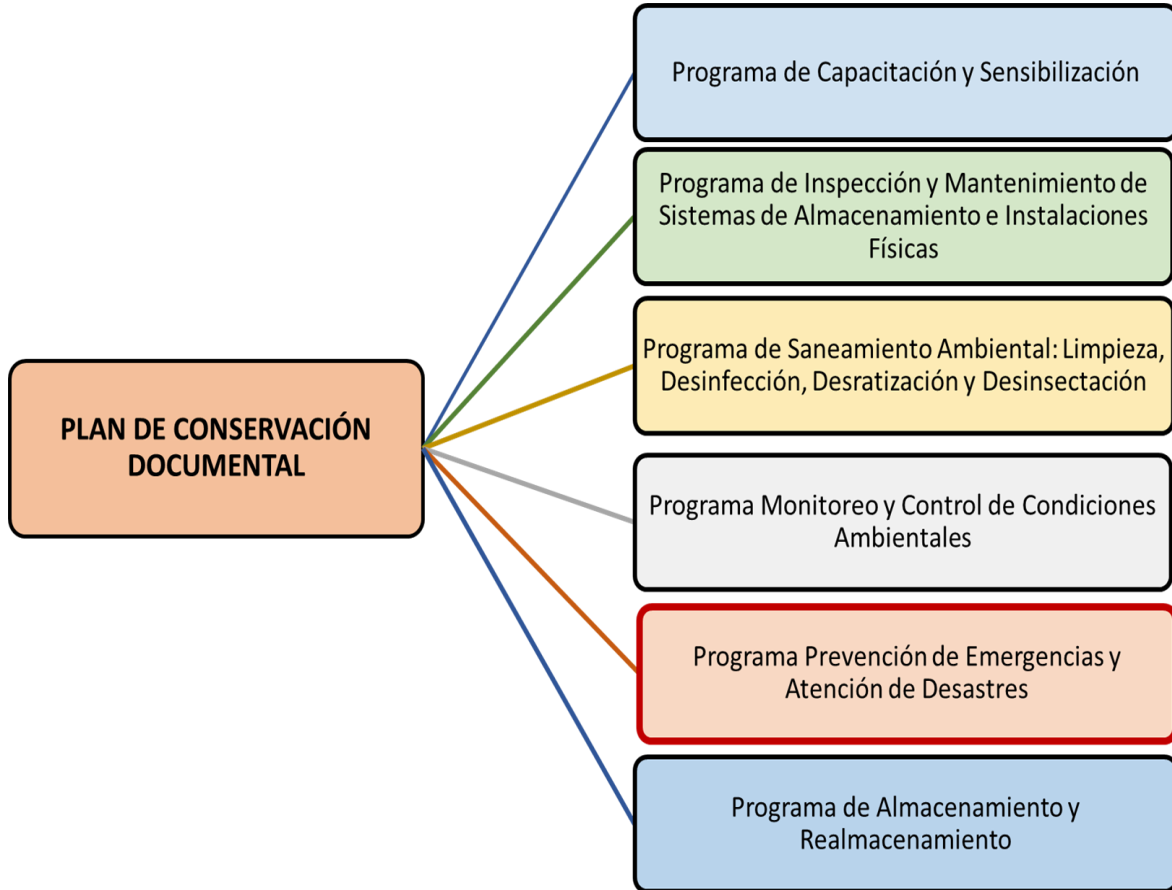 PLAN DE CONSERVACIÓN
DOCUMENTAL
Programa de Capacitación y Sensibilización
Programa de Inspección y Mantenimiento de
Sistemas de Almacenamiento e Instalaciones
Físicas
Programa de Saneamiento Ambiental: Limpieza,
Desinfección, Desratización y Desinsectación
Programa Monitoreo y Control de Condiciones
Ambientales
Programa Prevención de Emergencias y
Atención de Desastres
Programa de Almacenamiento y
Realmacenamiento